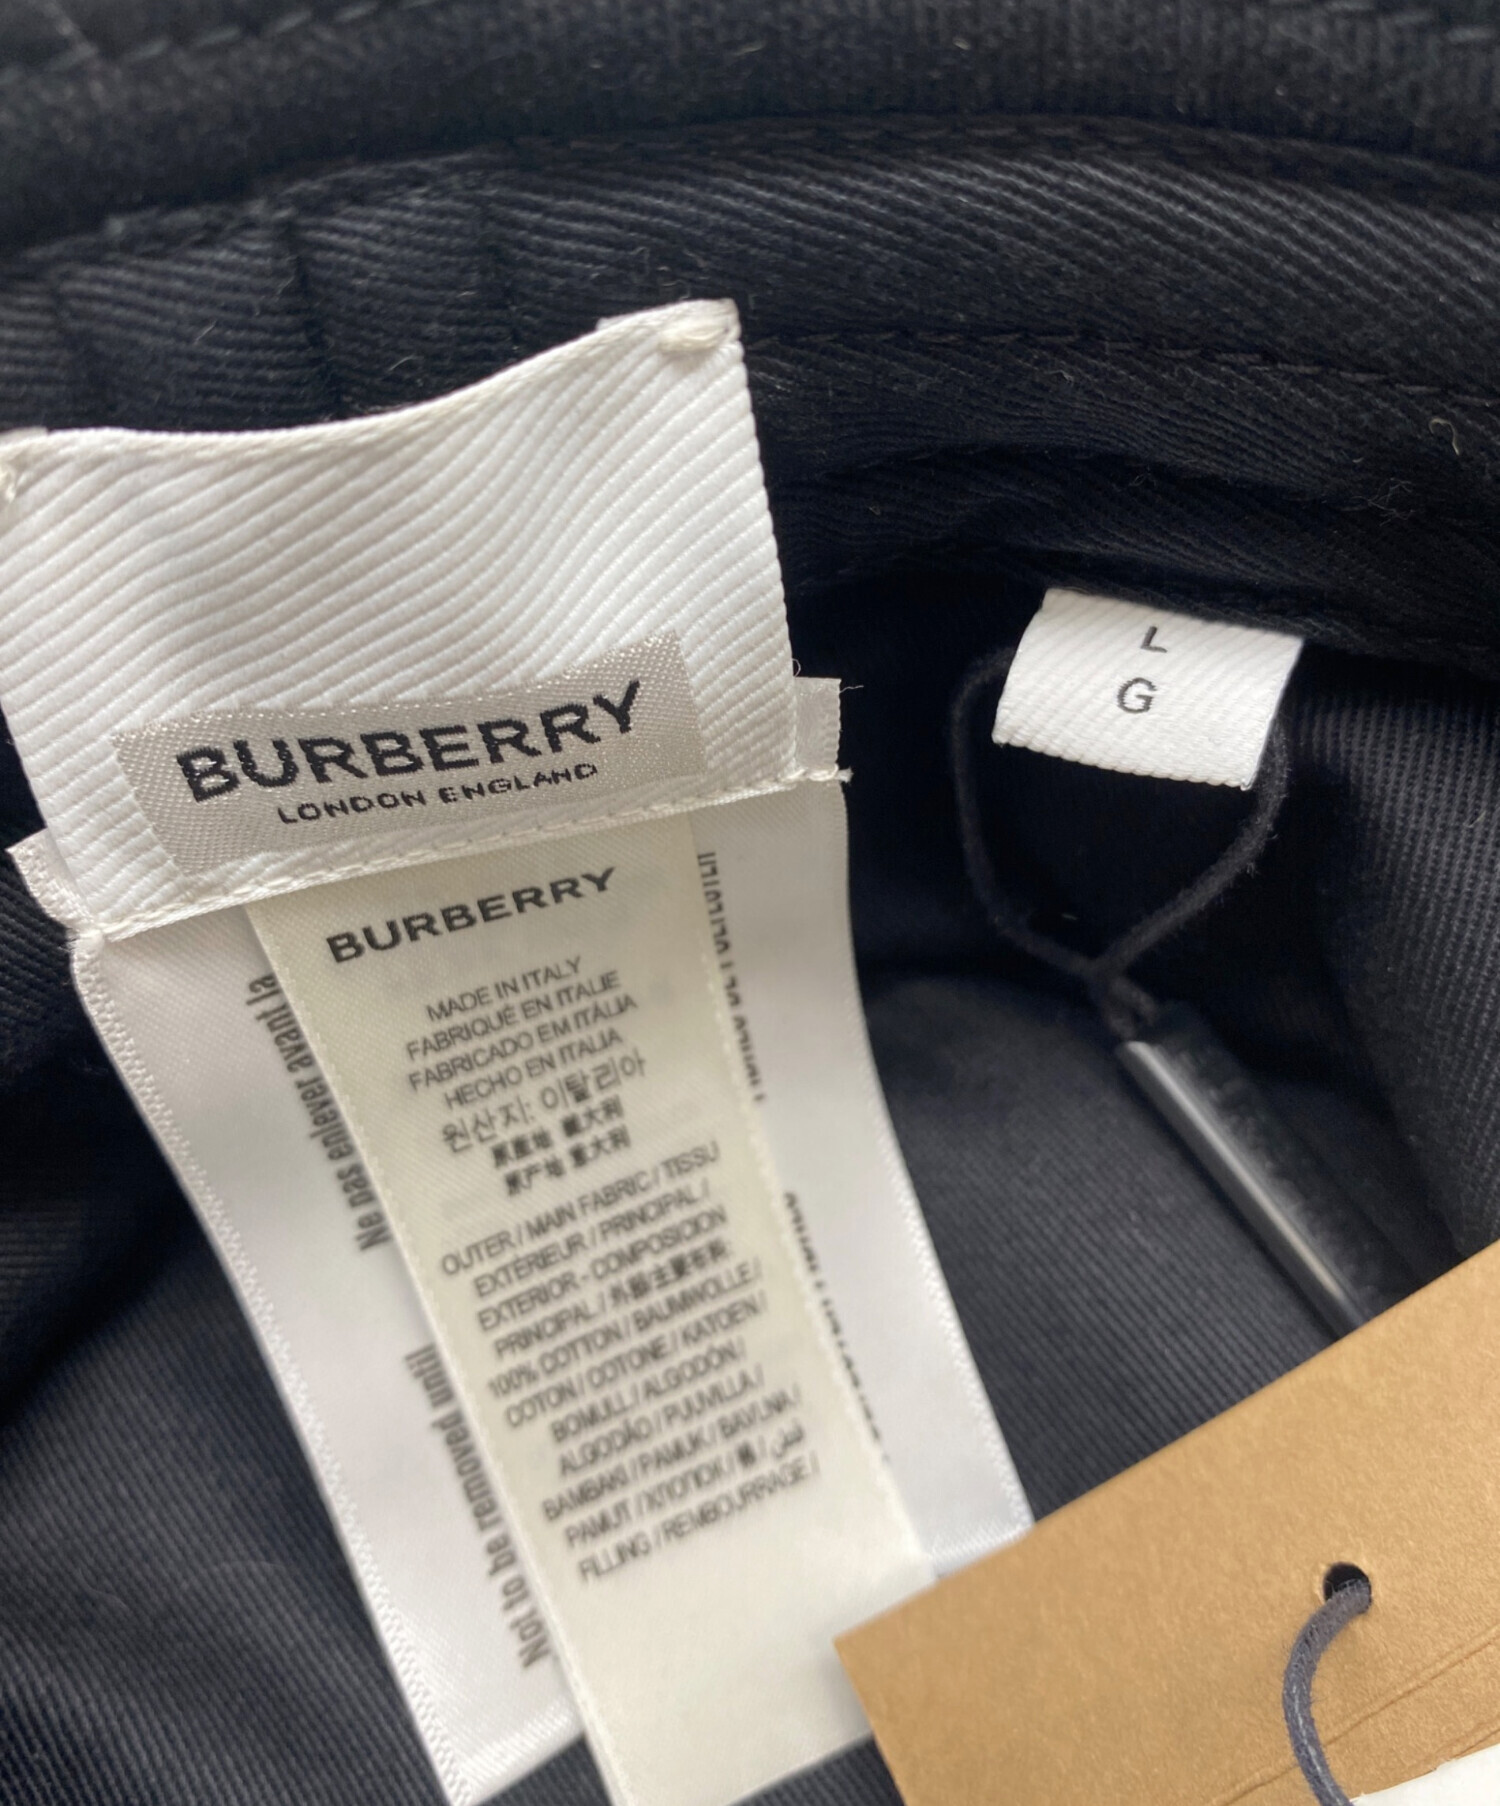 BURBERRY
LONDON ENGLAND
L
G
BURBERRY
MADE IN ITALY
FABRIQUÉ EN ITALIE
FABRICADO EM ITÁLIA
HECHO EN ITALIA
원산지: 이탈리아
原產地 義大利
原产地 意大利
OUTER / MAIN FABRIC / TISSU
EXTÉRIEUR / PRINCIPAL /
EXTERIOR - COMPOSICION
PRINCIPAL / 外部主要布料:
100% COTTON / BAUMWOLLE /
COTON / COTONE / KATOEN /
BOMULL / ALGODÓN /
ALGODÃO / PUUVILLA /
BAMBAKI / PAMUK / BAVLNA /
PAMUT / ХЛОПОК / 棉 / قطن /
FILLING / REMBOURRAGE /
Ne pas enlever avant la
Not to be removed until